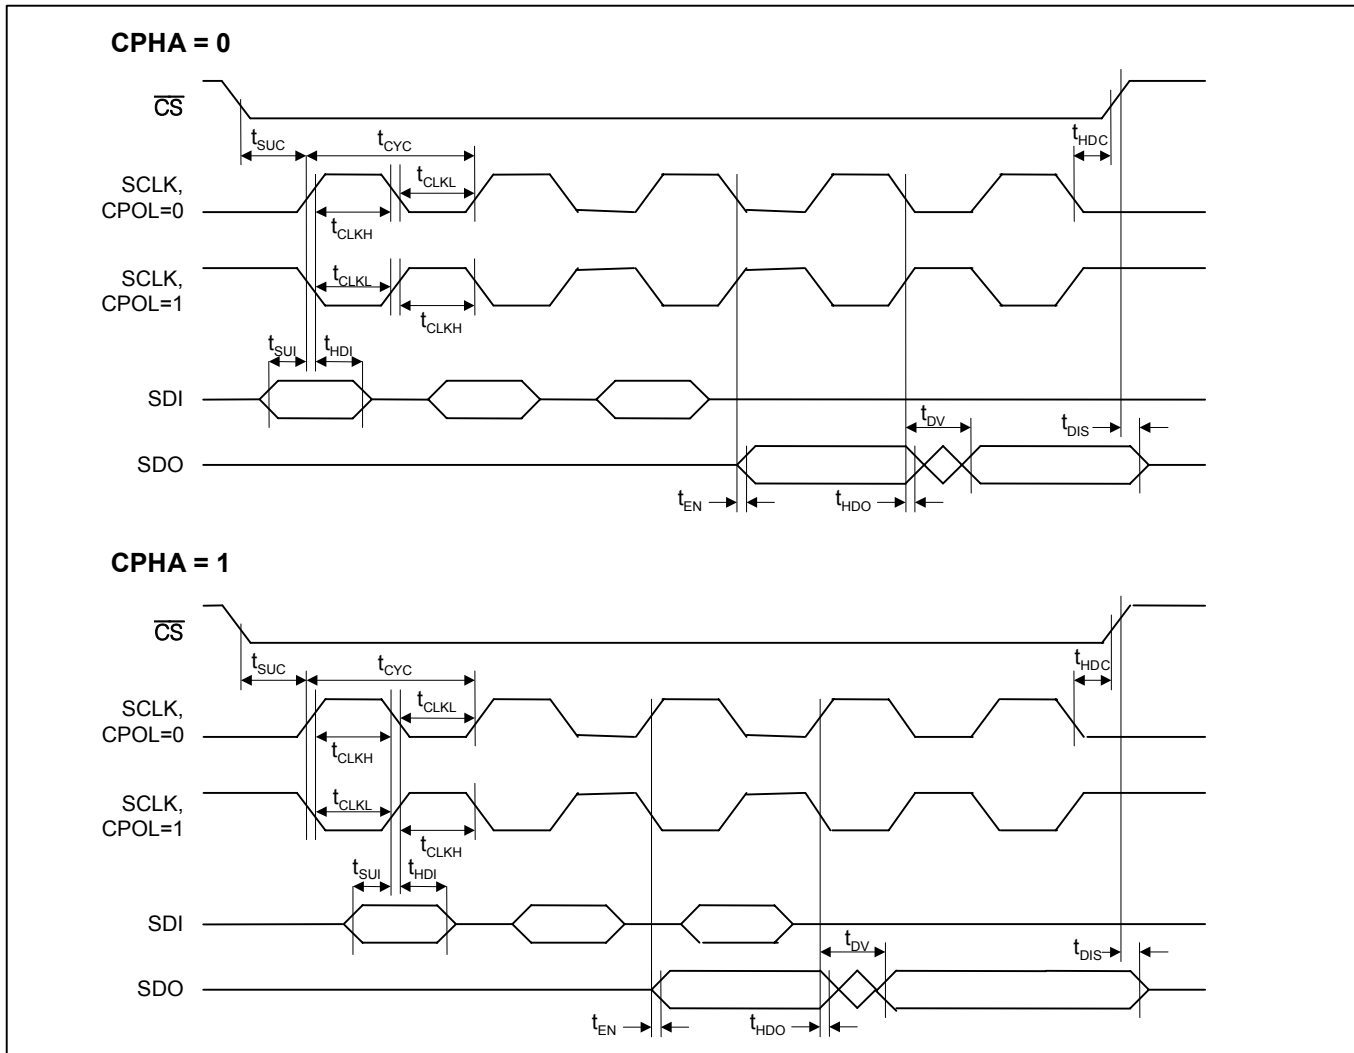 CPHA = 0
CS
tSUC
tCYC
tHDC
tCLKL
SCLK,
CPOL=0
tCLKH
SCLK,
CPOL=1
tCLKL
tCLKH
tSUI
tHDI
SDI
tDV
tDIS
SDO
tEN
tHDO
CPHA = 1
CS
tSUC
tCYC
tHDC
tCLKL
SCLK,
CPOL=0
tCLKH
SCLK,
CPOL=1
tCLKL
tCLKH
tSUI
tHDI
SDI
tDV
tDIS
SDO
tEN
tHDO